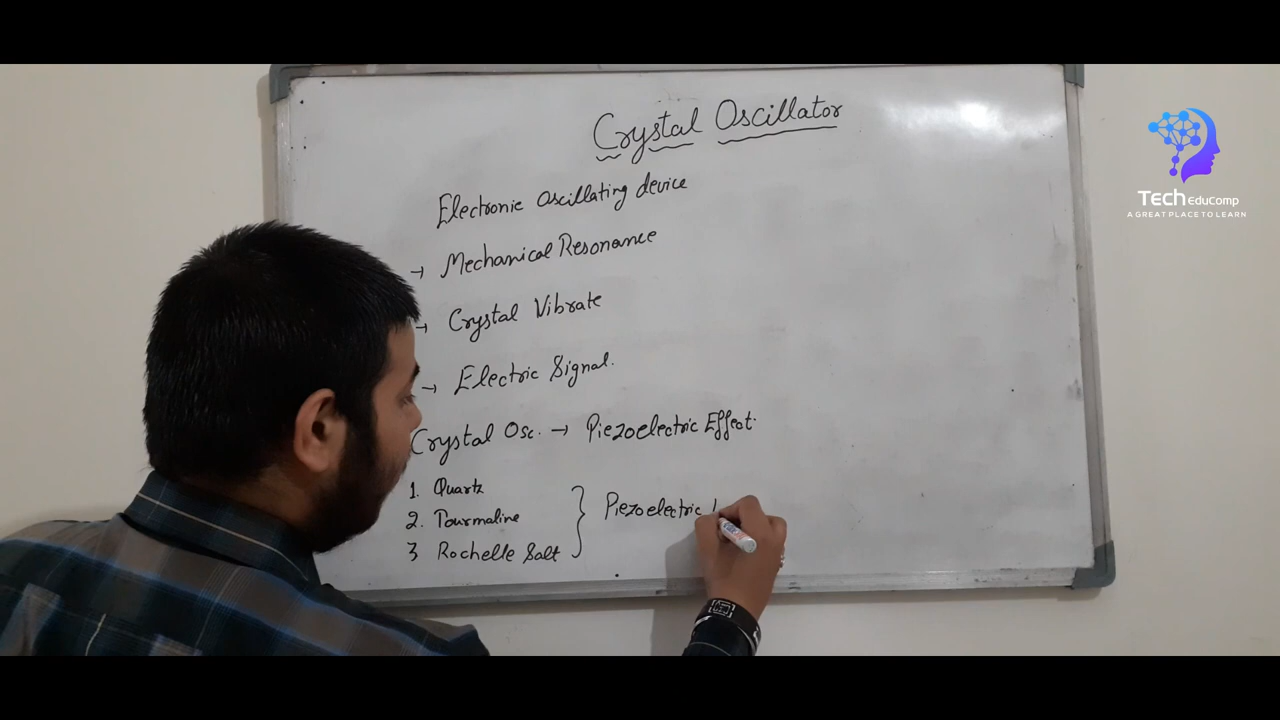 Crystal Oscillator
Electronic Oscillating device
→ Mechanical Resonance
→ Crystal Vibrate
→ Electric Signal.
Crystal Osc. → Piezoelectric Effect.
1. Quartz
2. Tourmaline
3 Rochelle Salt
} Piezoelectric
Tech EduComp
A GREAT PLACE TO LEARN